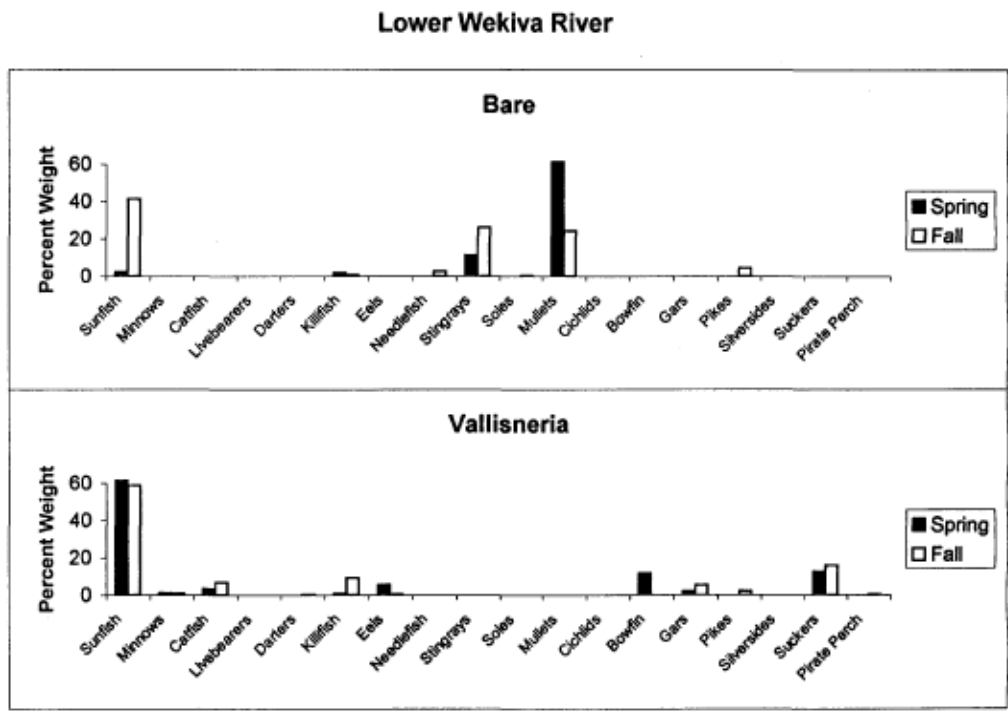 Lower Wekiva River
Bare
Percent Weight
60
40
20
0
Sunfish
Minnows
Catfish
Livebearers
Darters
Killifish
Eels
Needlefish
Stingrays
Soles
Mullets
Cichlids
Bowfin
Gars
Pikes
Silversides
Suckers
Pirate Perch
Spring
Fall
Vallisneria
Percent Weight
60
40
20
0
Sunfish
Minnows
Catfish
Livebearers
Darters
Killifish
Eels
Needlefish
Stingrays
Soles
Mullets
Cichlids
Bowfin
Gars
Pikes
Silversides
Suckers
Pirate Perch
Spring
Fall